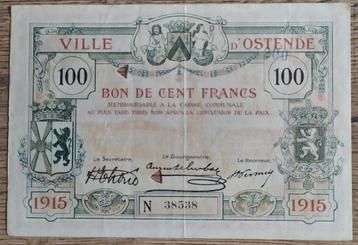 VILLE D'OSTENDE
100 BON DE CENT FRANCS 100
REMBOURSABLE A LA CAISSE COMMUNALE
AU PLUS TARD TROIS MOIS APRÈS LA CONCLUSION DE LA PAIX.
Le Secrétaire, Le Bourgmestre, Le Receveur,
1915 N 38538 1915